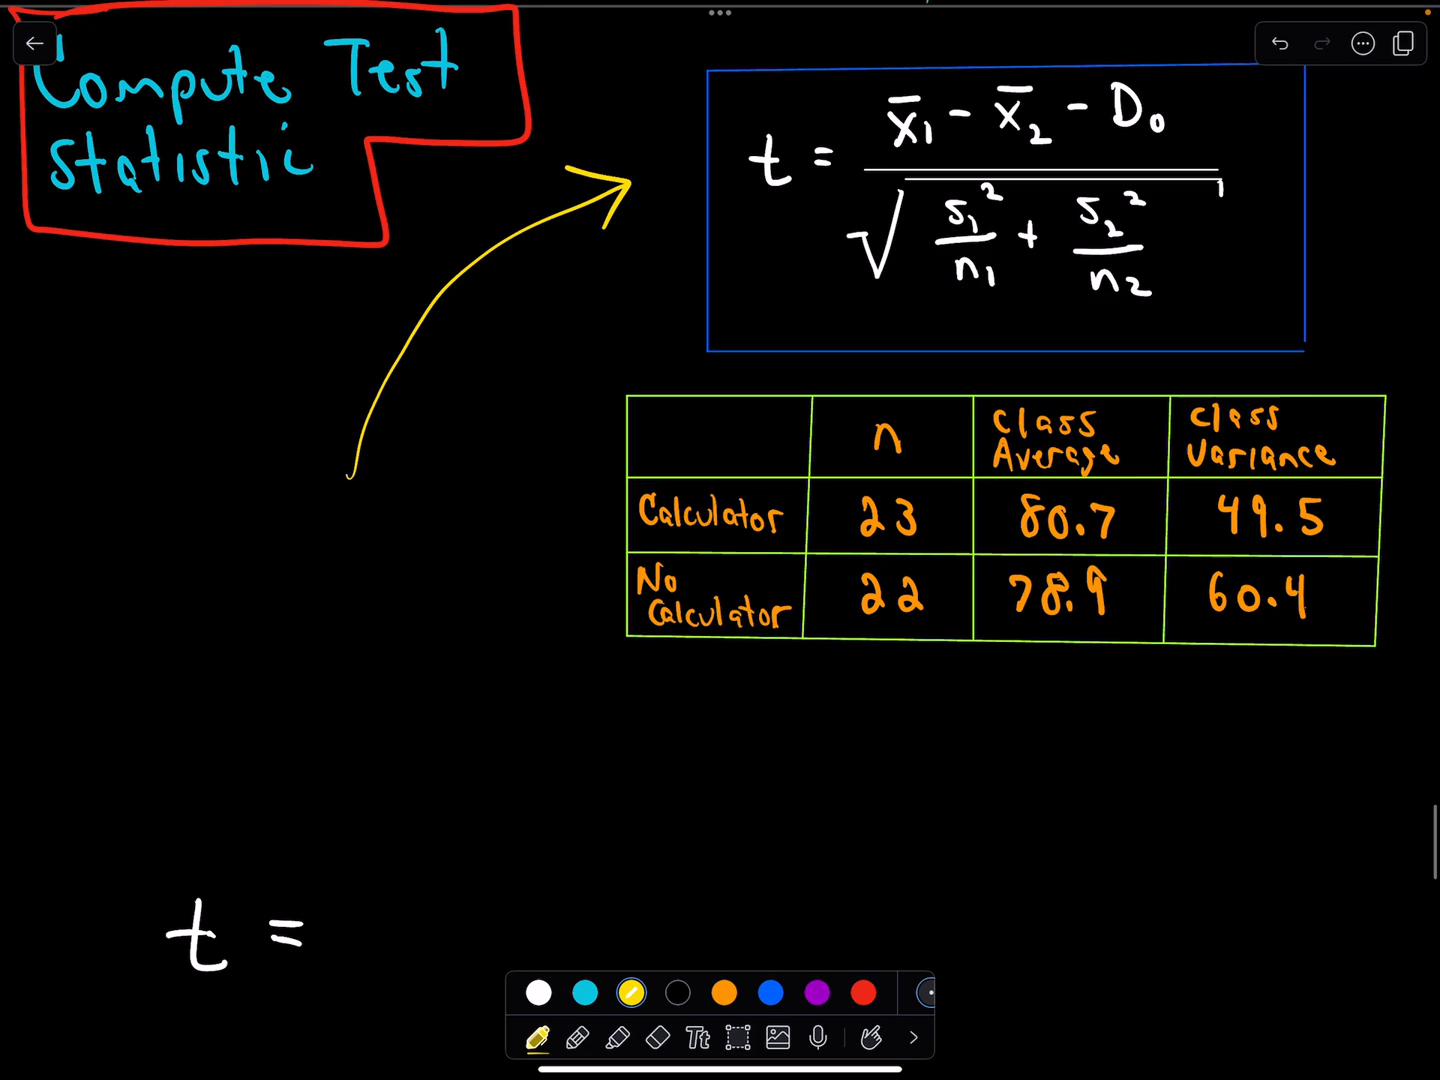 Compute Test
Statistic
t = x̄₁ - x̄₂ - D₀
√ s₁²/n₁ + s₂²/n₂
n Class Average Class Variance
Calculator 23 80.7 49.5
No Calculator 22 78.9 60.4
t =
Tt